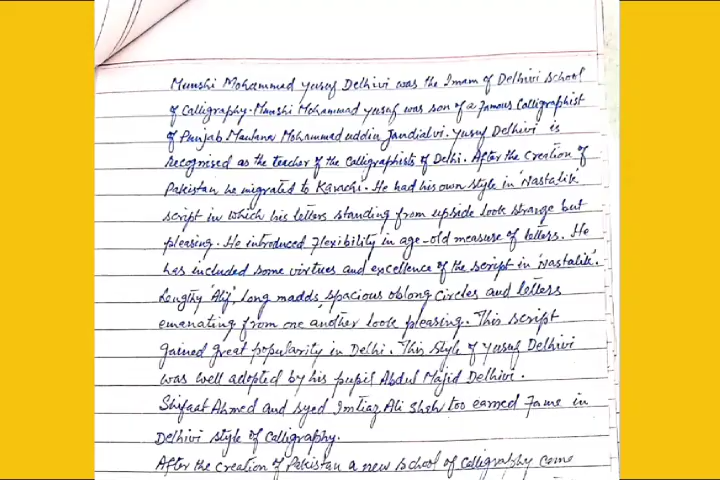 Munshi Mohammad Yusuf Delhivi was the Imam of Delhivi School
of Calligraphy. Munshi Mohammad Yusuf was son of a famous Calligraphist
of Punjab Maulana Mohammad uddin Jandialvi. Yusuf Delhivi is
recognised as the teacher of the Calligraphists of Delhi. After the creation of
Pakistan he migrated to Karachi. He had his own style in 'Nastalik'
script in which his letters standing from upside look strange but
pleasing. He introduced flexibility in age-old measure of letters. He
has included some virtues and excellence of the script in 'Nastalik'.
Lengthy 'Alif', long madds, spacious oblong circles and letters
emanating from one another look pleasing. This script
gained great popularity in Delhi. This style of Yusuf Delhivi
was well adopted by his pupil Abdul Majid Delhivi.
Shifaat Ahmed and Syed Imtiaz Ali Shah too earned fame in
Delhivi style of calligraphy.
After the creation of Pakistan a new school of calligraphy came